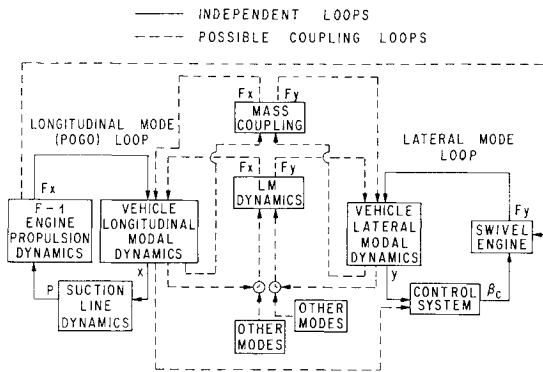 INDEPENDENT LOOPS
POSSIBLE COUPLING LOOPS
Fx
Fy
MASS
COUPLING
LONGITUDINAL MODE
(POGO) LOOP
LATERAL MODE
LOOP
Fx
Fx
Fy
Fy
F-1
ENGINE
PROPULSION
DYNAMICS
VEHICLE
LONGITUDINAL
MODAL
DYNAMICS
LM
DYNAMICS
VEHICLE
LATERAL
MODAL
DYNAMICS
SWIVEL
ENGINE
x
y
P
SUCTION
LINE
DYNAMICS
CONTROL
SYSTEM
βc
OTHER
MODES
OTHER
MODES